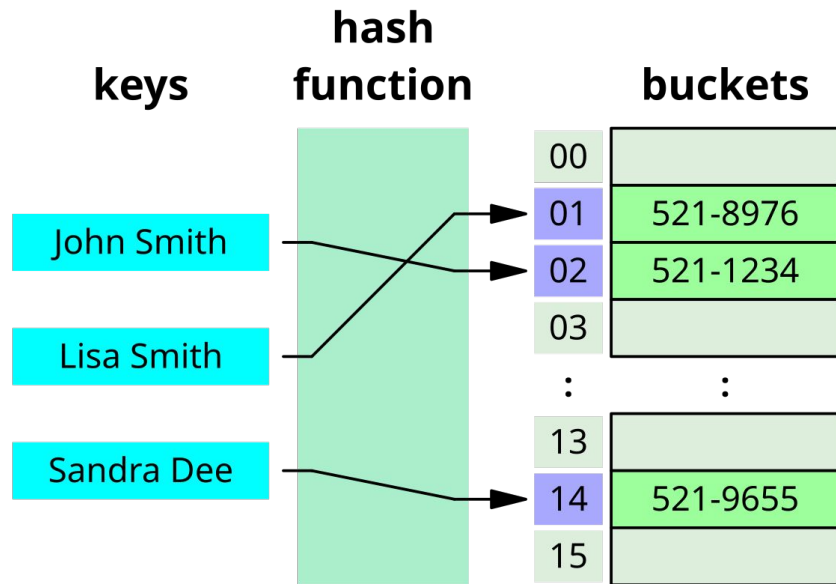 keys
hash
function
buckets
John Smith
Lisa Smith
Sandra Dee
00
01 521-8976
02 521-1234
03
: :
13
14 521-9655
15